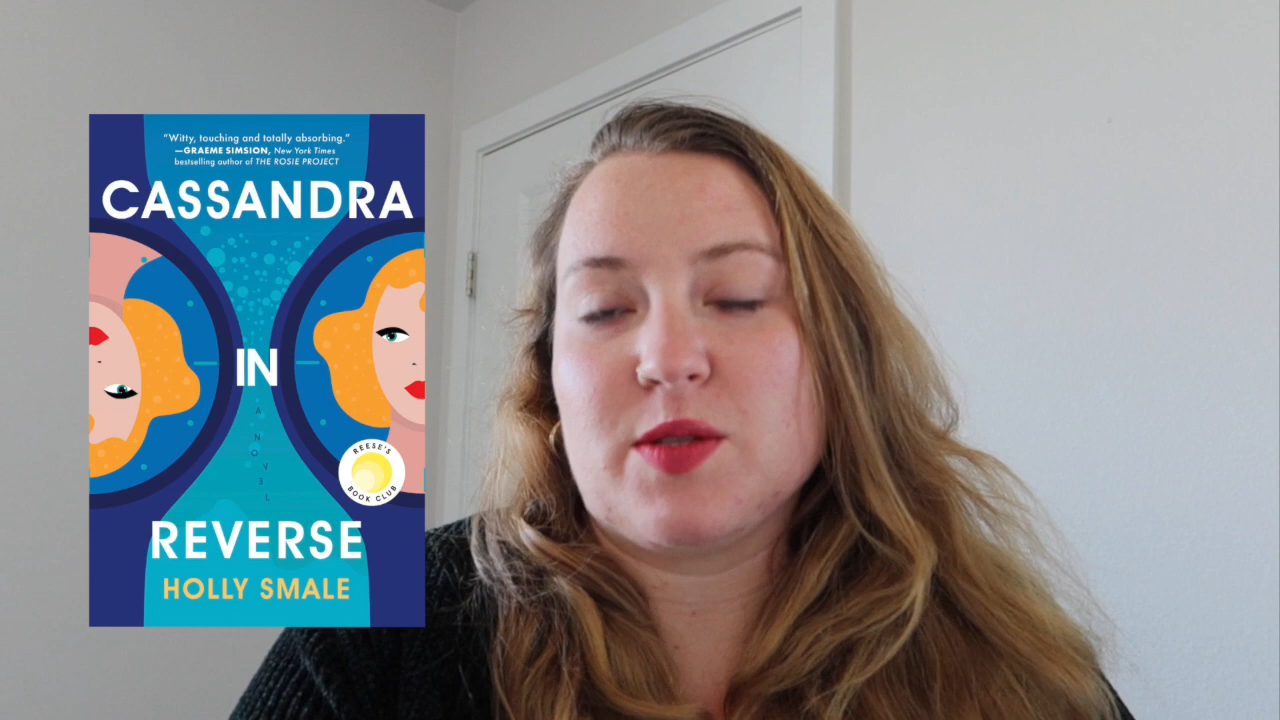 "Witty, touching and totally absorbing."
—GRAEME SIMSION, New York Times
bestselling author of THE ROSIE PROJECT
CASSANDRA
IN
A NOVEL
REESE'S
BOOK CLUB
REVERSE
HOLLY SMALE